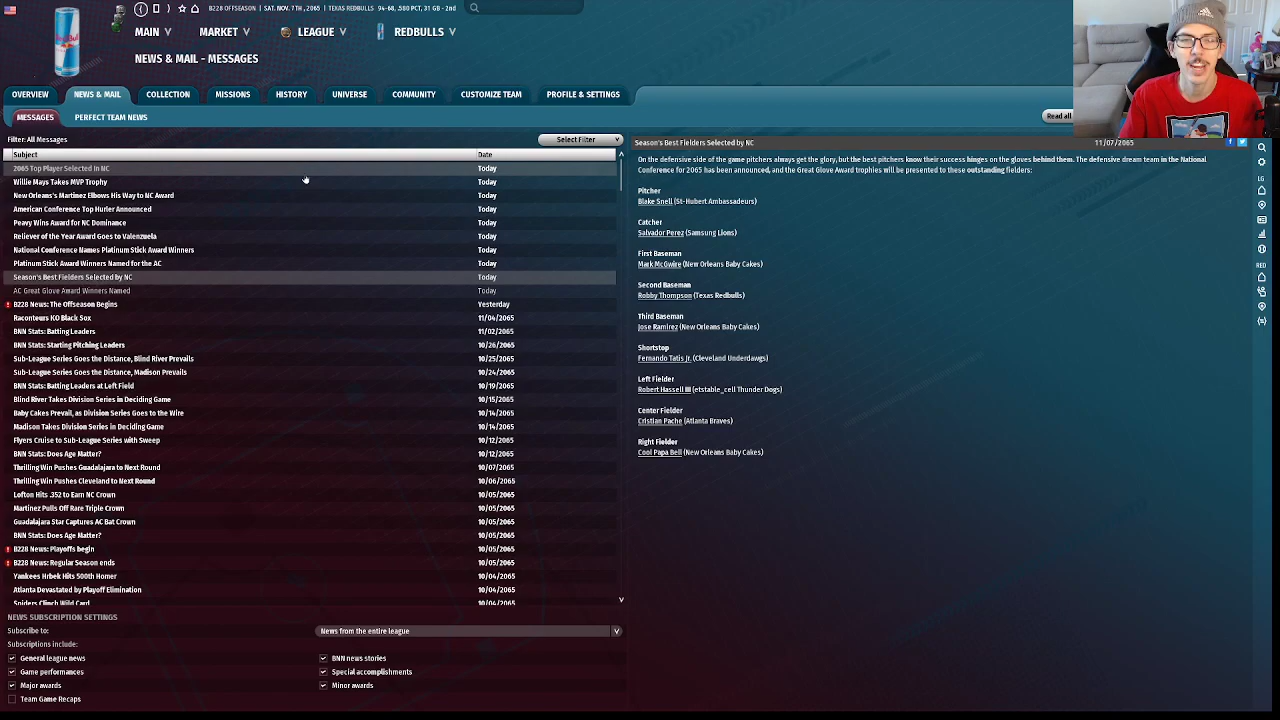 B228 OFFSEASON | SAT. NOV. 7TH , 2065 | TEXAS REDBULLS | 94-68, .580 PCT, 31 GB - 2nd
MAIN LEAGUE REDBULLS
MAIN MARKET LEAGUE REDBULLS
NEWS & MAIL - MESSAGES
OVERVIEW NEWS & MAIL COLLECTION MISSIONS HISTORY UNIVERSE COMMUNITY CUSTOMIZE TEAM PROFILE & SETTINGS
MESSAGES PERFECT TEAM NEWS Read all
Filter: All Messages Select Filter
Subject Date
2065 Top Player Selected In NC Today
Willie Mays Takes MVP Trophy Today
New Orleans's Martinez Elbows His Way to NC Award Today
American Conference Top Hurler Announced Today
Peavy Wins Award for NC Dominance Today
Reliever of the Year Award Goes to Valenzuela Today
National Conference Names Platinum Stick Award Winners Today
Platinum Stick Award Winners Named for the AC Today
Season's Best Fielders Selected by NC Today
AC Great Glove Award Winners Named Today
B228 News: The Offseason Begins Yesterday
Raconteurs KO Black Sox 11/04/2065
BNN Stats: Batting Leaders 11/02/2065
BNN Stats: Starting Pitching Leaders 10/26/2065
Sub-League Series Goes the Distance, Blind River Prevails 10/25/2065
Sub-League Series Goes the Distance, Madison Prevails 10/24/2065
BNN Stats: Batting Leaders at Left Field 10/19/2065
Blind River Takes Division Series in Deciding Game 10/15/2065
Baby Cakes Prevail, as Division Series Goes to the Wire 10/14/2065
Madison Takes Division Series in Deciding Game 10/14/2065
Flyers Cruise to Sub-League Series with Sweep 10/12/2065
BNN Stats: Does Age Matter? 10/12/2065
Thrilling Win Pushes Guadalajara to Next Round 10/07/2065
Thrilling Win Pushes Cleveland to Next Round 10/06/2065
Lofton Hits .352 to Earn NC Crown 10/05/2065
Martinez Pulls Off Rare Triple Crown 10/05/2065
Guadalajara Star Captures AC Bat Crown 10/05/2065
BNN Stats: Does Age Matter? 10/05/2065
B228 News: Playoffs begin 10/05/2065
B228 News: Regular Season ends 10/05/2065
Yankees Hrbek Hits 500th Homer 10/04/2065
Atlanta Devastated by Playoff Elimination 10/04/2065
Spiders Clinch Wild Card 10/04/2065
NEWS SUBSCRIPTION SETTINGS
Subscribe to: News from the entire league
Subscriptions include:
General league news BNN news stories
Game performances Special accomplishments
Major awards Minor awards
Team Game Recaps
Season's Best Fielders Selected by NC 11/07/2065
On the defensive side of the game pitchers always get the glory, but the best pitchers know their success hinges on the gloves behind them. The defensive dream team in the National
Conference for 2065 has been announced, and the Great Glove Award trophies will be presented to these outstanding fielders:
Pitcher
Blake Snell (St-Hubert Ambassadeurs)
Catcher
Salvador Perez (Samsung Lions)
First Baseman
Mark McGwire (New Orleans Baby Cakes)
Second Baseman
Robby Thompson (Texas Redbulls)
Third Baseman
Jose Ramirez (New Orleans Baby Cakes)
Shortstop
Fernando Tatis Jr. (Cleveland Underdawgs)
Left Fielder
Robert Hassell III (etstable_cell Thunder Dogs)
Center Fielder
Cristian Pache (Atlanta Braves)
Right Fielder
Cool Papa Bell (New Orleans Baby Cakes)
LG
RED